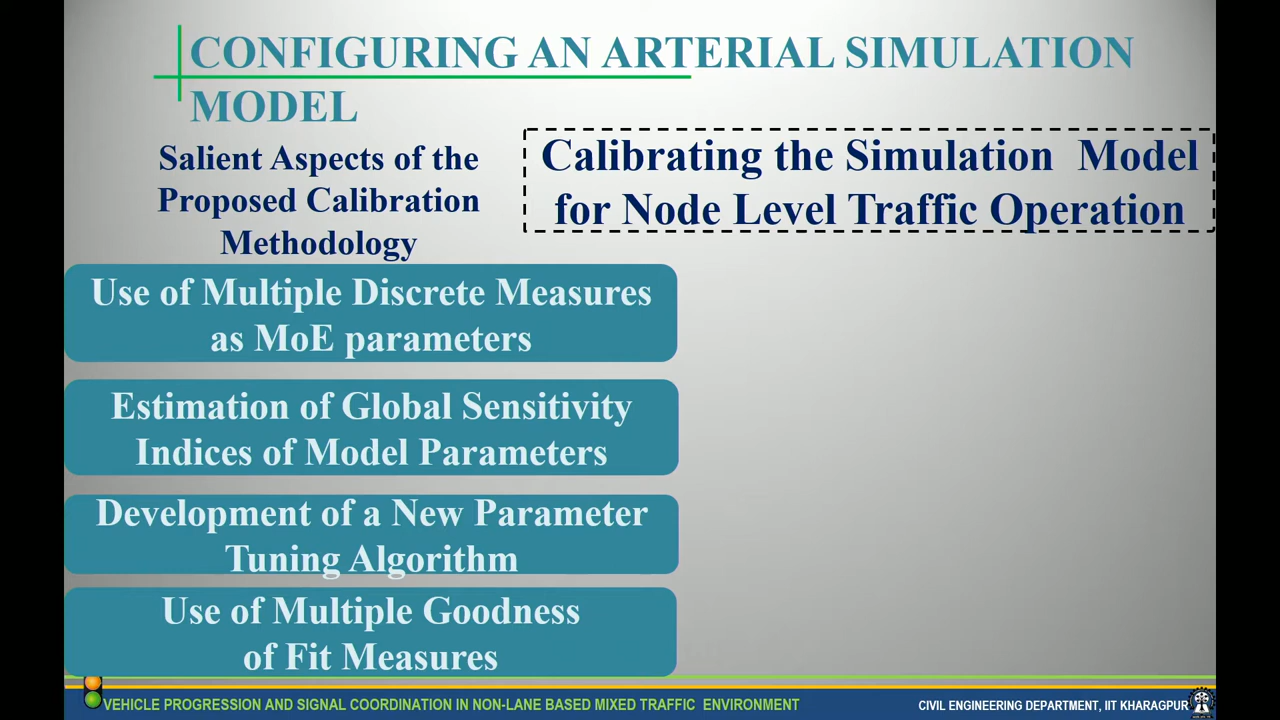 CONFIGURING AN ARTERIAL SIMULATION
MODEL
Salient Aspects of the
Proposed Calibration
Methodology
Calibrating the Simulation Model
for Node Level Traffic Operation
Use of Multiple Discrete Measures
as MoE parameters
Estimation of Global Sensitivity
Indices of Model Parameters
Development of a New Parameter
Tuning Algorithm
Use of Multiple Goodness
of Fit Measures
VEHICLE PROGRESSION AND SIGNAL COORDINATION IN NON-LANE BASED MIXED TRAFFIC ENVIRONMENT
CIVIL ENGINEERING DEPARTMENT, IIT KHARAGPUR